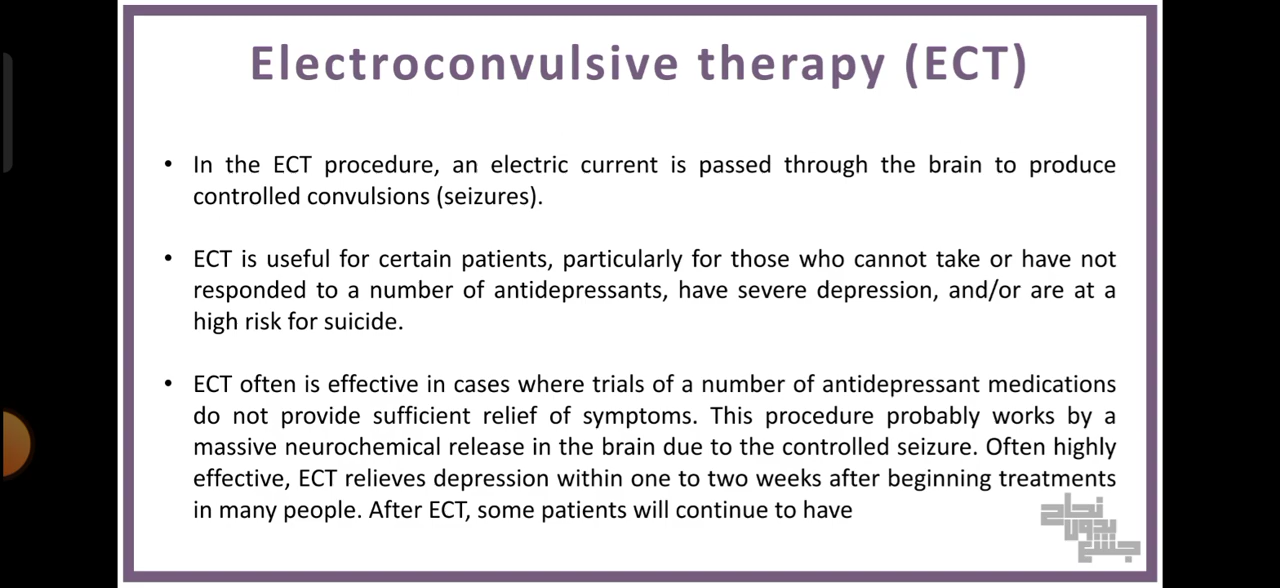 Electroconvulsive therapy (ECT)
• In the ECT procedure, an electric current is passed through the brain to produce
controlled convulsions (seizures).
• ECT is useful for certain patients, particularly for those who cannot take or have not
responded to a number of antidepressants, have severe depression, and/or are at a
high risk for suicide.
• ECT often is effective in cases where trials of a number of antidepressant medications
do not provide sufficient relief of symptoms. This procedure probably works by a
massive neurochemical release in the brain due to the controlled seizure. Often highly
effective, ECT relieves depression within one to two weeks after beginning treatments
in many people. After ECT, some patients will continue to have
نجاح
بدون
جشع